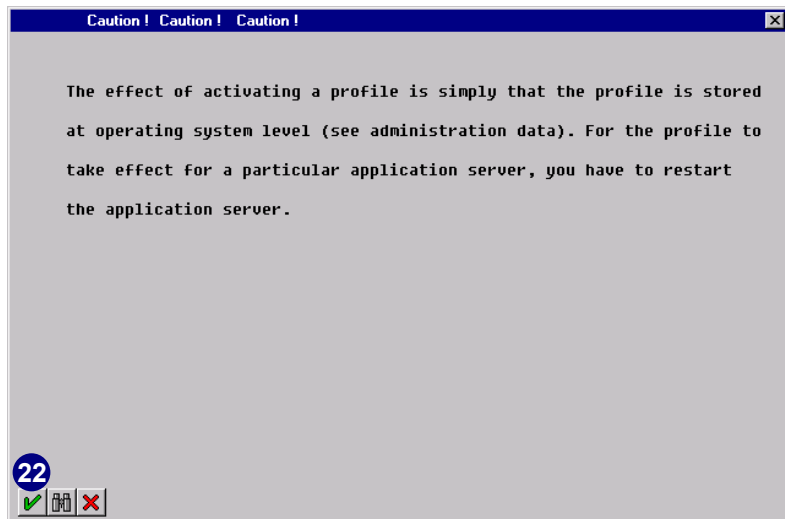 Caution ! Caution ! Caution !
The effect of activating a profile is simply that the profile is stored
at operating system level (see administration data). For the profile to
take effect for a particular application server, you have to restart
the application server.
22